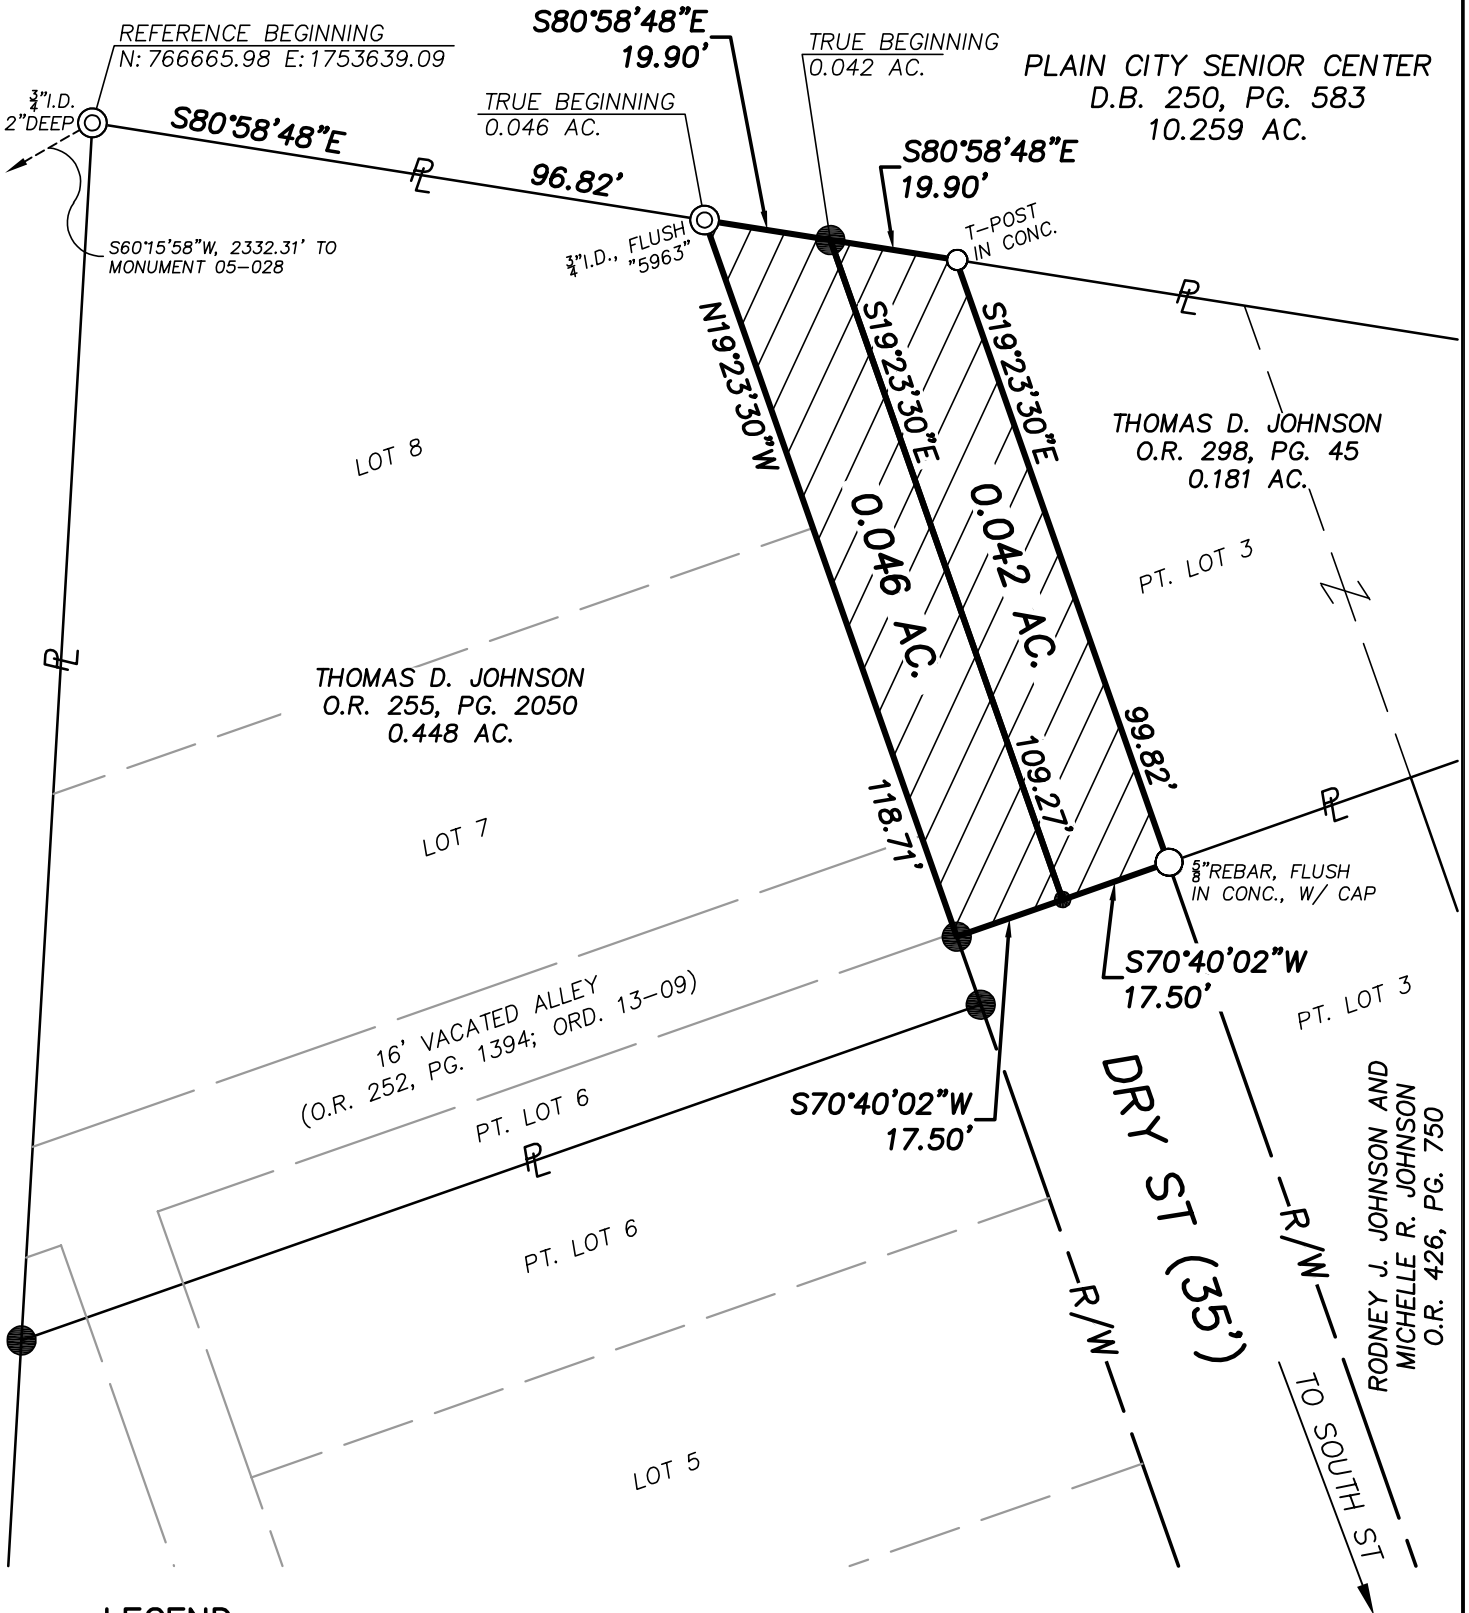 S80°58'48"E
19.90'
REFERENCE BEGINNING
N: 766665.98 E: 1753639.09
TRUE BEGINNING
0.042 AC.
PLAIN CITY SENIOR CENTER
D.B. 250, PG. 583
10.259 AC.
3/4"I.D.
2"DEEP
TRUE BEGINNING
0.046 AC.
S80°58'48"E
96.82'
PL
S80°58'48"E
19.90'
T-POST
IN CONC.
S60°15'58"W, 2332.31' TO
MONUMENT 05-028
3/4"I.D., FLUSH
"5963"
PL
N19°23'30"W
S19°23'30"E
S19°23'30"E
THOMAS D. JOHNSON
O.R. 298, PG. 45
0.181 AC.
LOT 8
0.046 AC.
0.042 AC.
PT. LOT 3
Z
PL
THOMAS D. JOHNSON
O.R. 255, PG. 2050
0.448 AC.
99.82'
109.27'
118.71'
PL
LOT 7
5/8"REBAR, FLUSH
IN CONC., W/ CAP
S70°40'02"W
17.50'
PT. LOT 3
16' VACATED ALLEY
(O.R. 252, PG. 1394; ORD. 13-09)
PT. LOT 6
PL
S70°40'02"W
17.50'
DRY ST (35')
RODNEY J. JOHNSON AND
MICHELLE R. JOHNSON
O.R. 426, PG. 750
PT. LOT 6
R/W
R/W
LOT 5
TO SOUTH ST
LEGEND